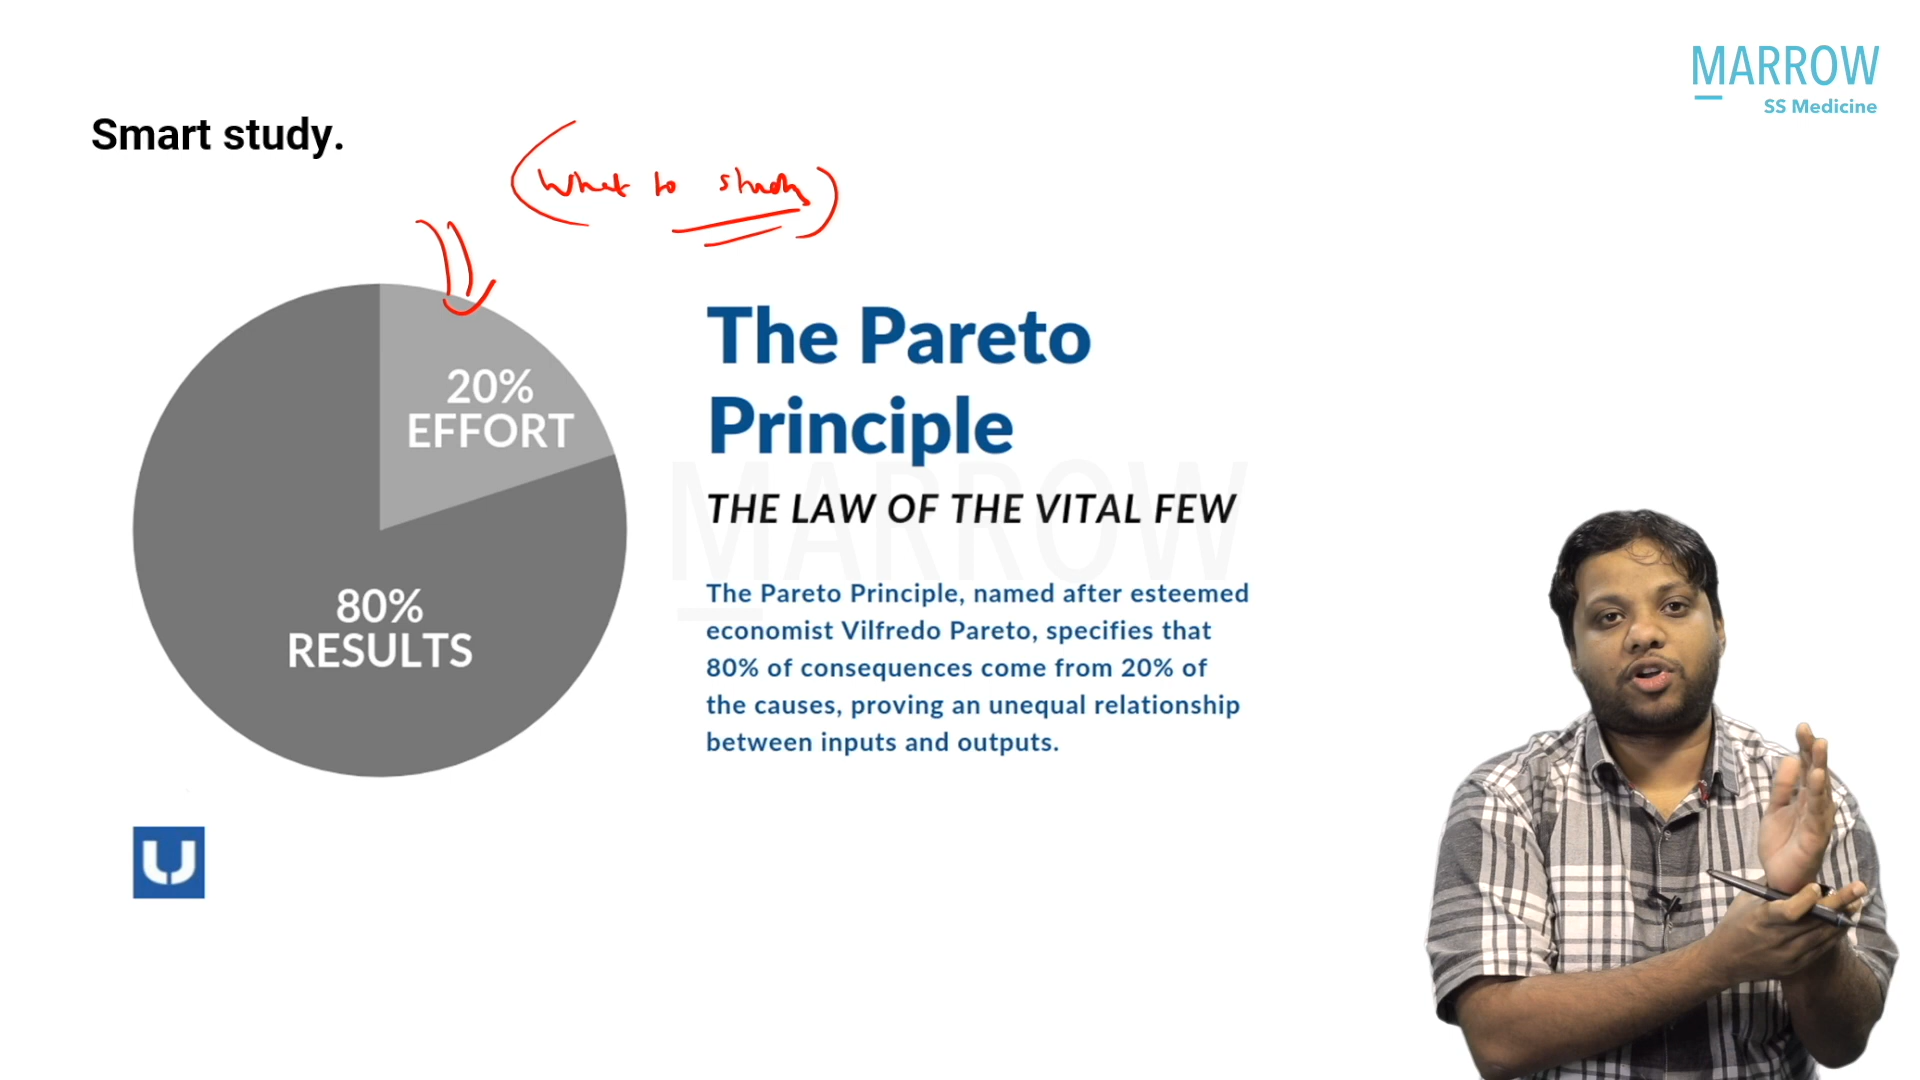 MARROW
SS Medicine
Smart study.
What to study
20%
EFFORT
80%
RESULTS
The Pareto
Principle
THE LAW OF THE VITAL FEW
MARROW
The Pareto Principle, named after esteemed
economist Vilfredo Pareto, specifies that
80% of consequences come from 20% of
the causes, proving an unequal relationship
between inputs and outputs.